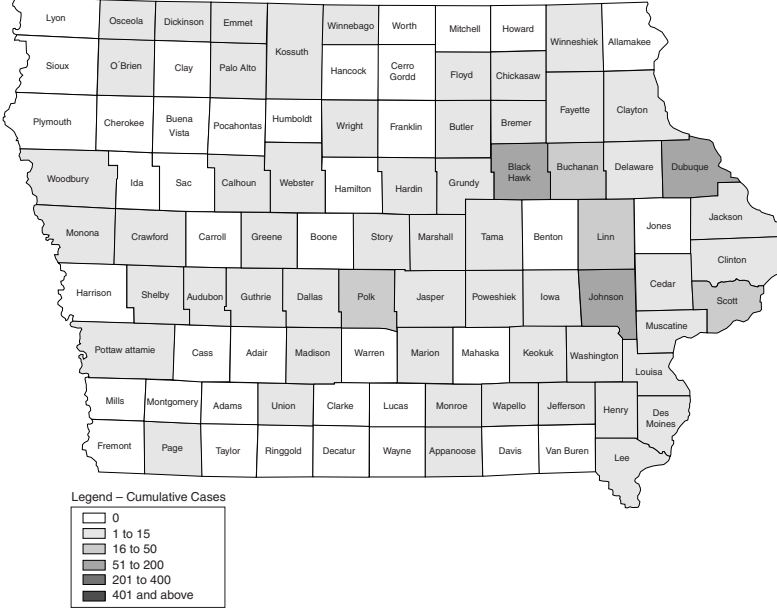 Lyon
Osceola
Dickinson
Emmet
Kossuth
Winnebago
Worth
Mitchell
Howard
Winneshiek
Allamakee
Sioux
O´Brien
Clay
Palo Alto
Hancock
Cerro
Gordd
Floyd
Chickasaw
Plymouth
Cherokee
Buena
Vista
Pocahontas
Humboldt
Wright
Franklin
Butler
Bremer
Fayette
Clayton
Woodbury
Ida
Sac
Calhoun
Webster
Hamilton
Hardin
Grundy
Black
Hawk
Buchanan
Delaware
Dubuque
Monona
Crawford
Carroll
Greene
Boone
Story
Marshall
Tama
Benton
Linn
Jones
Jackson
Clinton
Harrison
Shelby
Audubon
Guthrie
Dallas
Polk
Jasper
Poweshiek
Iowa
Johnson
Cedar
Scott
Muscatine
Pottaw attamie
Cass
Adair
Madison
Warren
Marion
Mahaska
Keokuk
Washington
Louisa
Mills
Montgomery
Adams
Union
Clarke
Lucas
Monroe
Wapello
Jefferson
Henry
Des
Moines
Fremont
Page
Taylor
Ringgold
Decatur
Wayne
Appanoose
Davis
Van Buren
Lee
Legend – Cumulative Cases
0
1 to 15
16 to 50
51 to 200
201 to 400
401 and above